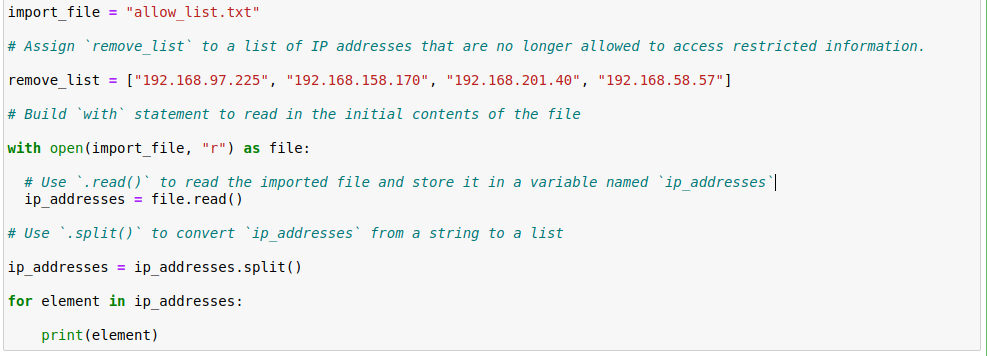 import_file = "allow_list.txt"
# Assign `remove_list` to a list of IP addresses that are no longer allowed to access restricted information.
remove_list = ["192.168.97.225", "192.168.158.170", "192.168.201.40", "192.168.58.57"]
# Build `with` statement to read in the initial contents of the file
with open(import_file, "r") as file:
  # Use `.read()` to read the imported file and store it in a variable named `ip_addresses`
  ip_addresses = file.read()
# Use `.split()` to convert `ip_addresses` from a string to a list
ip_addresses = ip_addresses.split()
for element in ip_addresses:
    print(element)